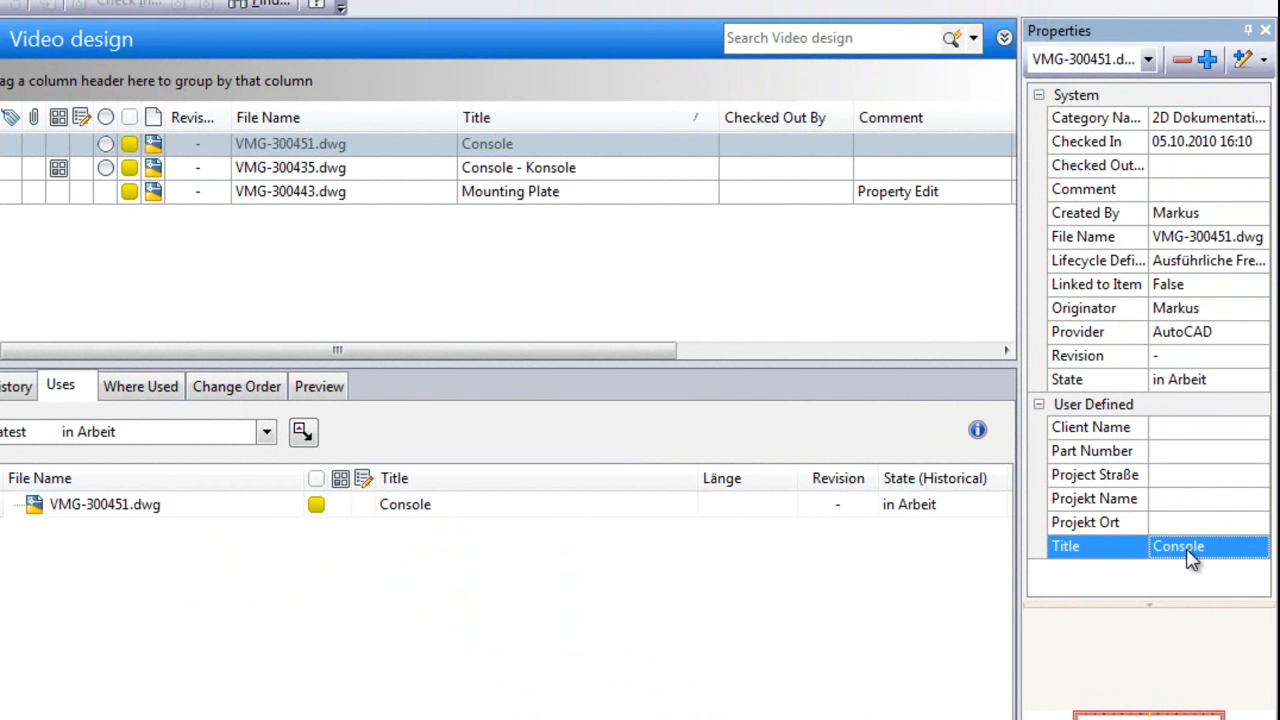 Check In... Find...
Video design
Search Video design
ag a column header here to group by that column
Revis... File Name Title Checked Out By Comment
- VMG-300451.dwg Console
- VMG-300435.dwg Console - Konsole
- VMG-300443.dwg Mounting Plate Property Edit
istory Uses Where Used Change Order Preview
atest in Arbeit
File Name Title Länge Revision State (Historical)
VMG-300451.dwg Console - in Arbeit
Properties
VMG-300451.d...
System
Category Na... 2D Dokumentati...
Checked In 05.10.2010 16:10
Checked Out...
Comment
Created By Markus
File Name VMG-300451.dwg
Lifecycle Defi... Ausführliche Fre...
Linked to Item False
Originator Markus
Provider AutoCAD
Revision -
State in Arbeit
User Defined
Client Name
Part Number
Project Straße
Projekt Name
Projekt Ort
Title Console